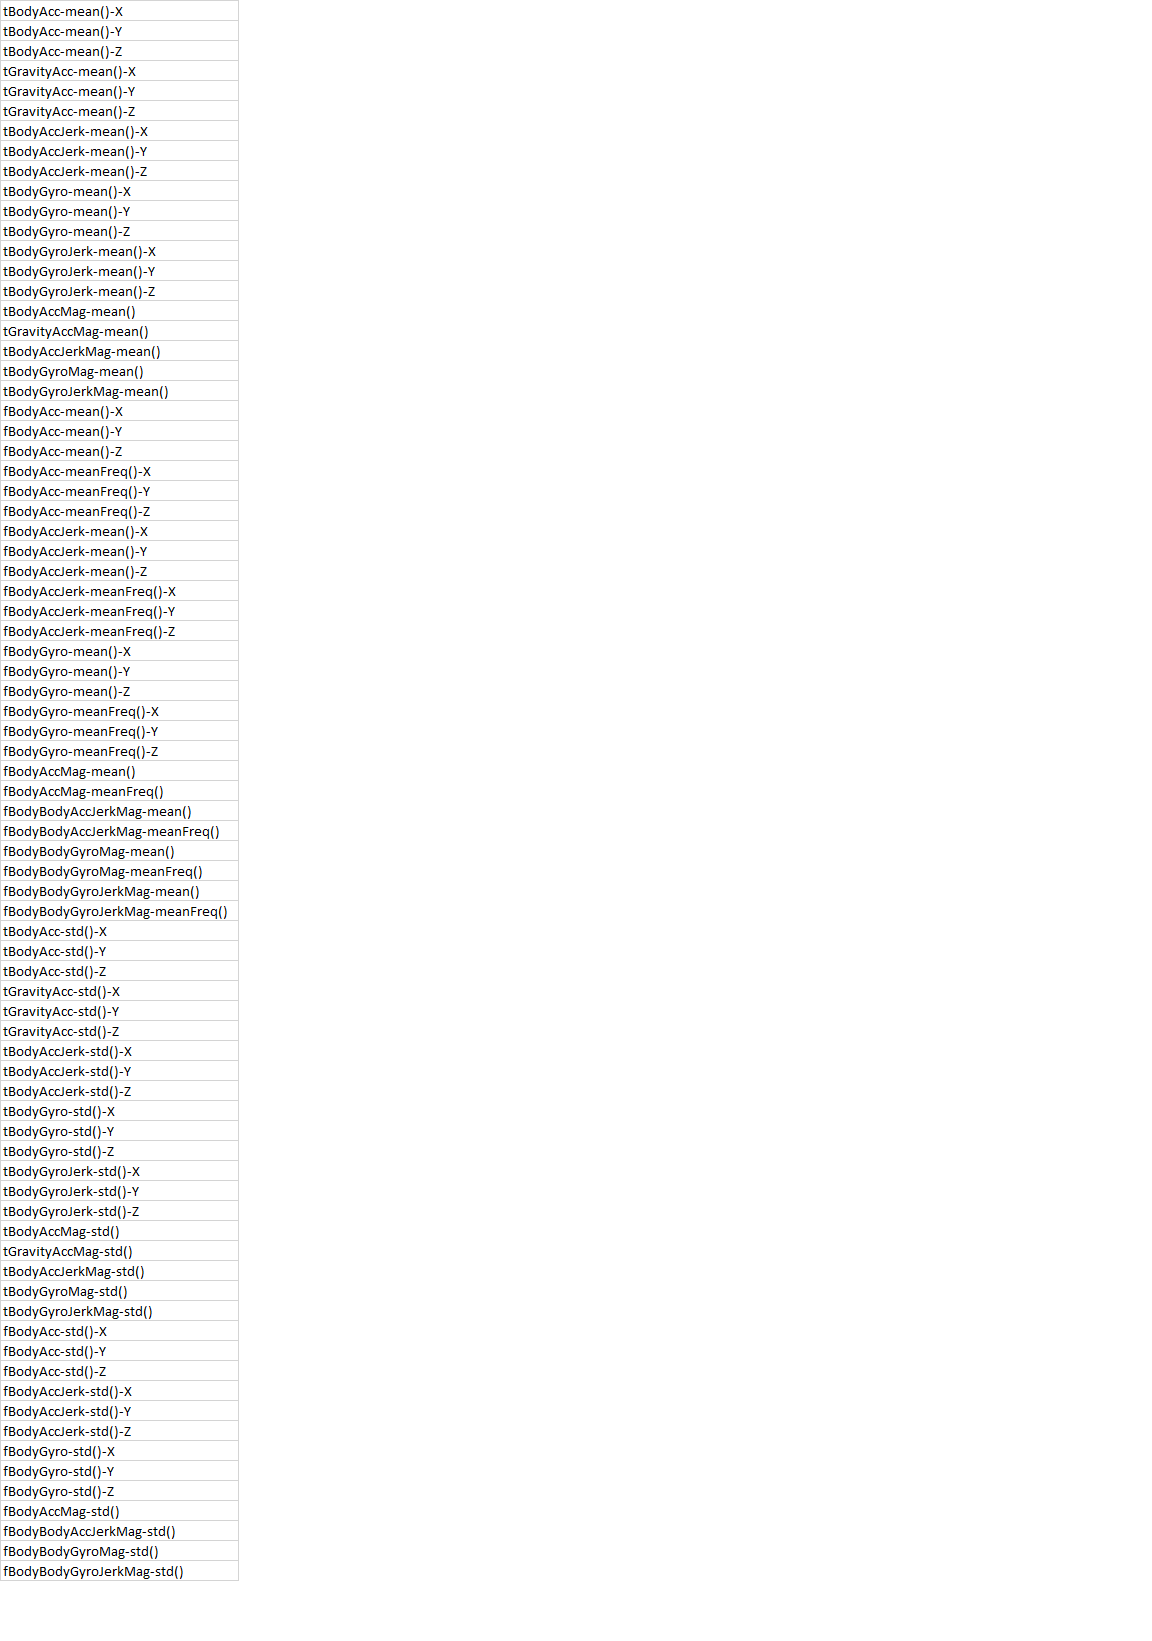 tBodyAcc-mean()-X
tBodyAcc-mean()-Y
tBodyAcc-mean()-Z
tGravityAcc-mean()-X
tGravityAcc-mean()-Y
tGravityAcc-mean()-Z
tBodyAccJerk-mean()-X
tBodyAccJerk-mean()-Y
tBodyAccJerk-mean()-Z
tBodyGyro-mean()-X
tBodyGyro-mean()-Y
tBodyGyro-mean()-Z
tBodyGyroJerk-mean()-X
tBodyGyroJerk-mean()-Y
tBodyGyroJerk-mean()-Z
tBodyAccMag-mean()
tGravityAccMag-mean()
tBodyAccJerkMag-mean()
tBodyGyroMag-mean()
tBodyGyroJerkMag-mean()
fBodyAcc-mean()-X
fBodyAcc-mean()-Y
fBodyAcc-mean()-Z
fBodyAcc-meanFreq()-X
fBodyAcc-meanFreq()-Y
fBodyAcc-meanFreq()-Z
fBodyAccJerk-mean()-X
fBodyAccJerk-mean()-Y
fBodyAccJerk-mean()-Z
fBodyAccJerk-meanFreq()-X
fBodyAccJerk-meanFreq()-Y
fBodyAccJerk-meanFreq()-Z
fBodyGyro-mean()-X
fBodyGyro-mean()-Y
fBodyGyro-mean()-Z
fBodyGyro-meanFreq()-X
fBodyGyro-meanFreq()-Y
fBodyGyro-meanFreq()-Z
fBodyAccMag-mean()
fBodyAccMag-meanFreq()
fBodyBodyAccJerkMag-mean()
fBodyBodyAccJerkMag-meanFreq()
fBodyBodyGyroMag-mean()
fBodyBodyGyroMag-meanFreq()
fBodyBodyGyroJerkMag-mean()
fBodyBodyGyroJerkMag-meanFreq()
tBodyAcc-std()-X
tBodyAcc-std()-Y
tBodyAcc-std()-Z
tGravityAcc-std()-X
tGravityAcc-std()-Y
tGravityAcc-std()-Z
tBodyAccJerk-std()-X
tBodyAccJerk-std()-Y
tBodyAccJerk-std()-Z
tBodyGyro-std()-X
tBodyGyro-std()-Y
tBodyGyro-std()-Z
tBodyGyroJerk-std()-X
tBodyGyroJerk-std()-Y
tBodyGyroJerk-std()-Z
tBodyAccMag-std()
tGravityAccMag-std()
tBodyAccJerkMag-std()
tBodyGyroMag-std()
tBodyGyroJerkMag-std()
fBodyAcc-std()-X
fBodyAcc-std()-Y
fBodyAcc-std()-Z
fBodyAccJerk-std()-X
fBodyAccJerk-std()-Y
fBodyAccJerk-std()-Z
fBodyGyro-std()-X
fBodyGyro-std()-Y
fBodyGyro-std()-Z
fBodyAccMag-std()
fBodyBodyAccJerkMag-std()
fBodyBodyGyroMag-std()
fBodyBodyGyroJerkMag-std()